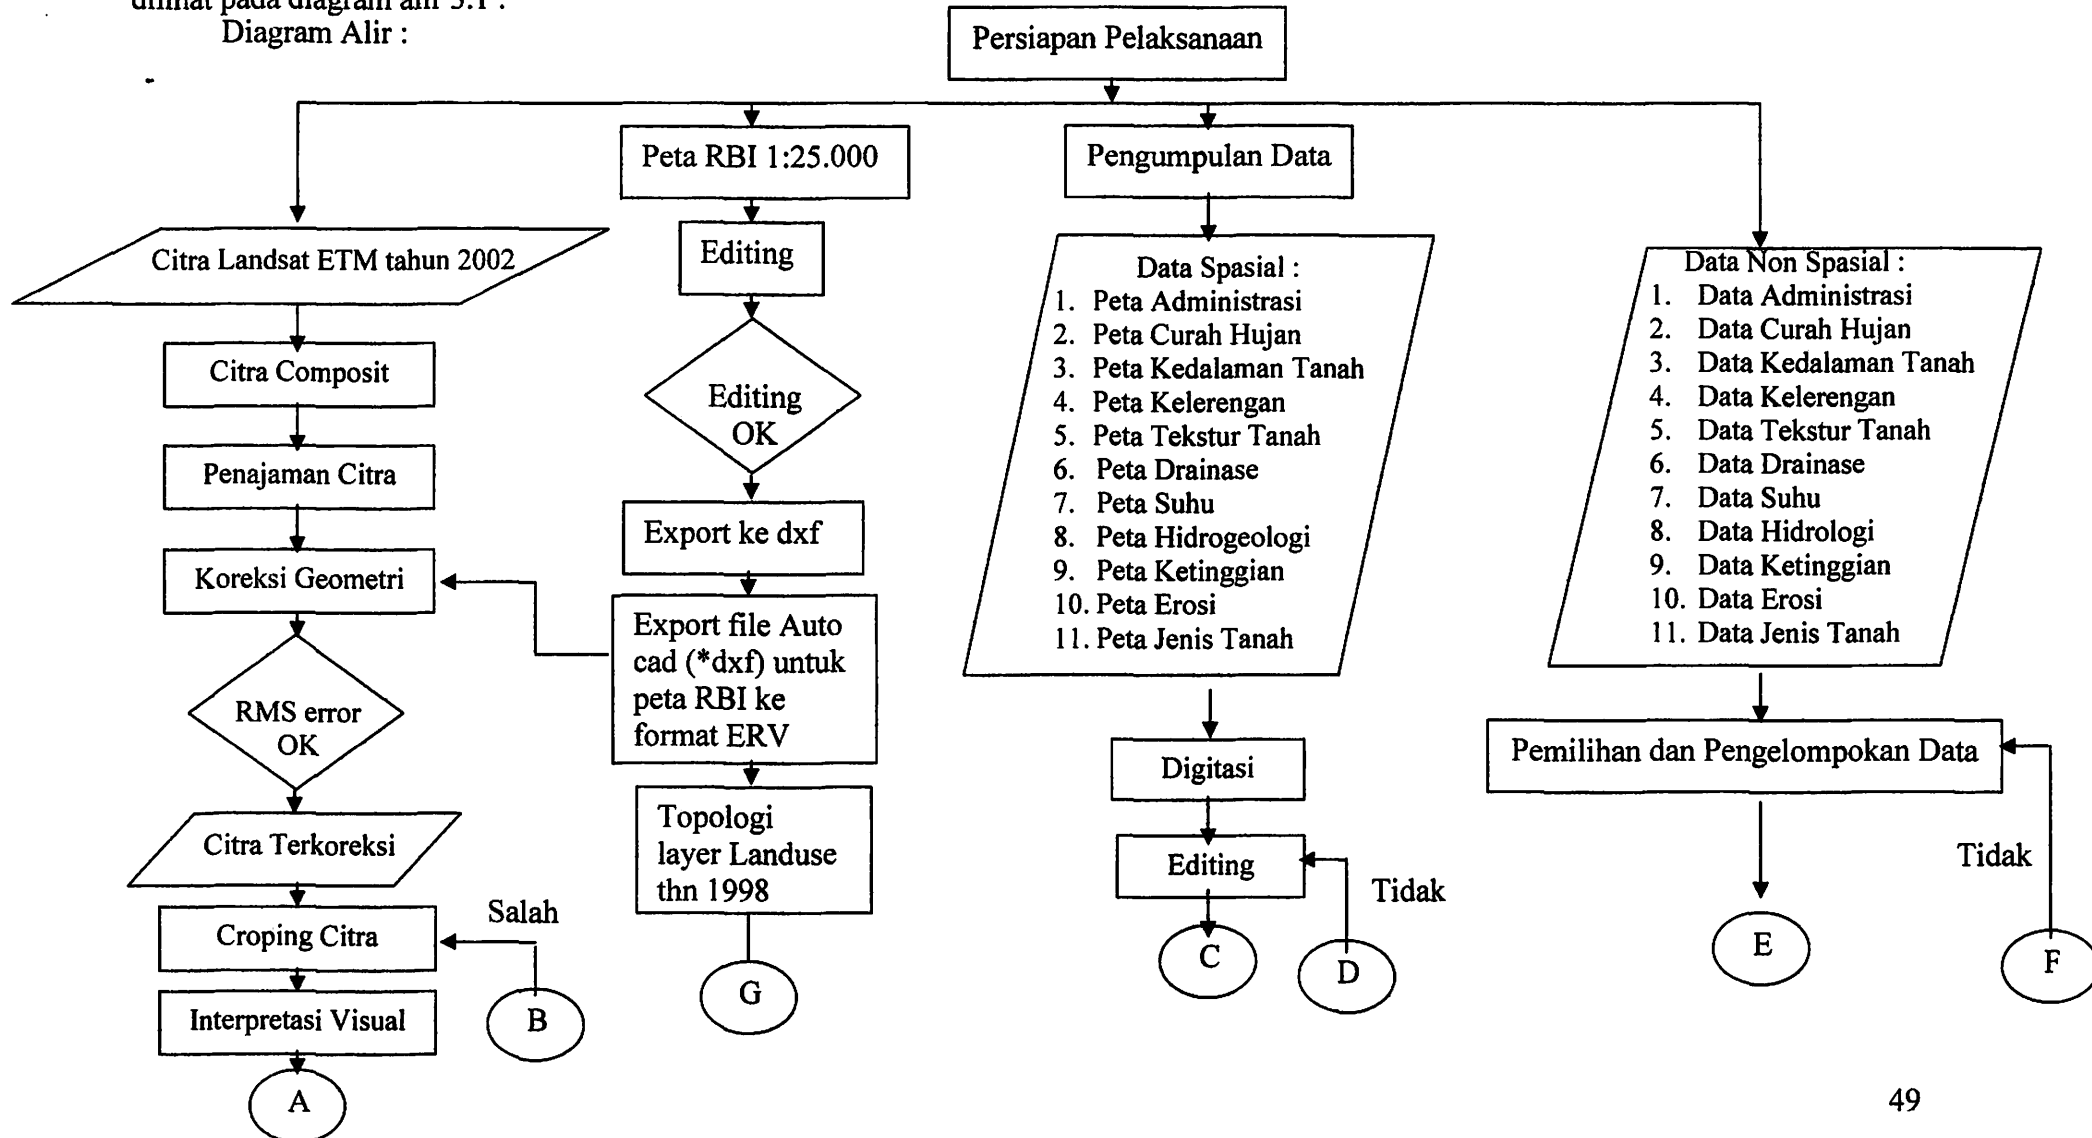 dilihat pada diagram alir 3.1 :
Diagram Alir :
Persiapan Pelaksanaan
Citra Landsat ETM tahun 2002
Citra Composit
Penajaman Citra
Koreksi Geometri
RMS error
OK
Citra Terkoreksi
Croping Citra
Salah
Interpretasi Visual
B
A
Peta RBI 1:25.000
Editing
Editing
OK
Export ke dxf
Export file Auto
cad (*dxf) untuk
peta RBI ke
format ERV
Topologi
layer Landuse
thn 1998
G
Pengumpulan Data
Data Spasial :
1. Peta Administrasi
2. Peta Curah Hujan
3. Peta Kedalaman Tanah
4. Peta Kelerengan
5. Peta Tekstur Tanah
6. Peta Drainase
7. Peta Suhu
8. Peta Hidrogeologi
9. Peta Ketinggian
10. Peta Erosi
11. Peta Jenis Tanah
Digitasi
Editing
Tidak
C
D
Data Non Spasial :
1. Data Administrasi
2. Data Curah Hujan
3. Data Kedalaman Tanah
4. Data Kelerengan
5. Data Tekstur Tanah
6. Data Drainase
7. Data Suhu
8. Data Hidrologi
9. Data Ketinggian
10. Data Erosi
11. Data Jenis Tanah
Pemilihan dan Pengelompokan Data
Tidak
E
F
49